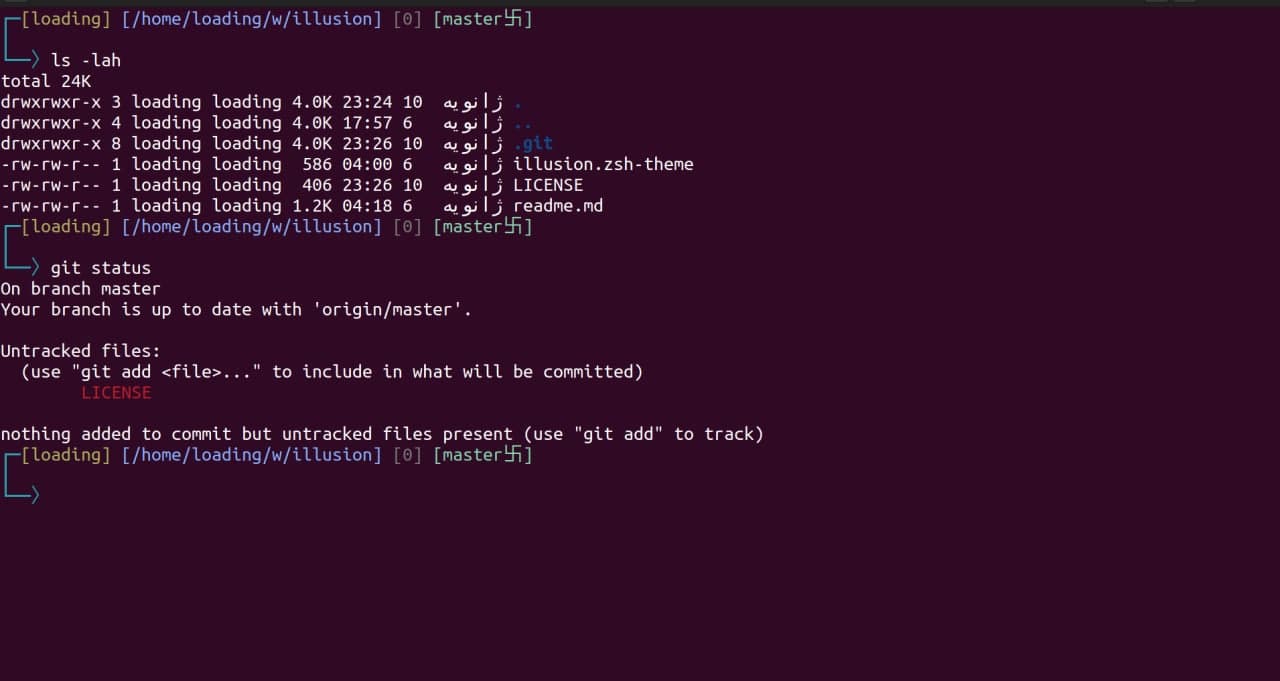 ┌─[loading] [/home/loading/w/illusion] [0] [master卐]
└──〉 ls -lah
total 24K
drwxrwxr-x 3 loading loading 4.0K 23:24 10  ژانویه .
drwxrwxr-x 4 loading loading 4.0K 17:57 6   ژانویه ..
drwxrwxr-x 8 loading loading 4.0K 23:26 10  ژانویه .git
-rw-rw-r-- 1 loading loading  586 04:00 6   ژانویه illusion.zsh-theme
-rw-rw-r-- 1 loading loading  406 23:26 10  ژانویه LICENSE
-rw-rw-r-- 1 loading loading 1.2K 04:18 6   ژانویه readme.md
┌─[loading] [/home/loading/w/illusion] [0] [master卐]
└──〉 git status
On branch master
Your branch is up to date with 'origin/master'.
Untracked files:
  (use "git add <file>..." to include in what will be committed)
        LICENSE
nothing added to commit but untracked files present (use "git add" to track)
┌─[loading] [/home/loading/w/illusion] [0] [master卐]
└──〉